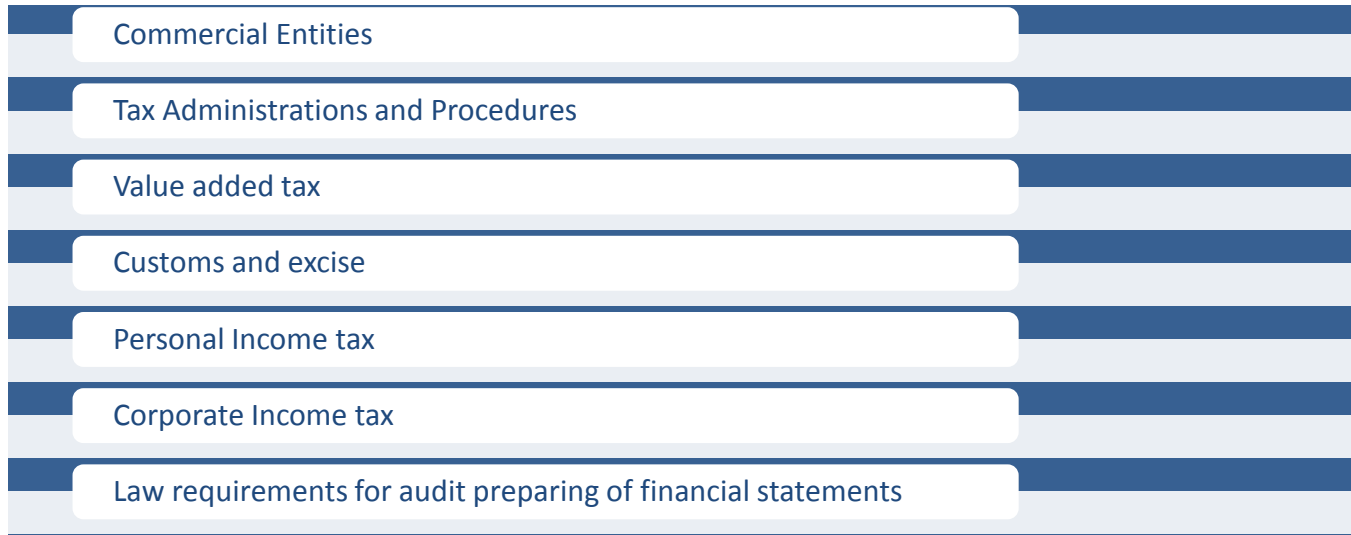 Commercial Entities
Tax Administrations and Procedures
Value added tax
Customs and excise
Personal Income tax
Corporate Income tax
Law requirements for audit preparing of financial statements